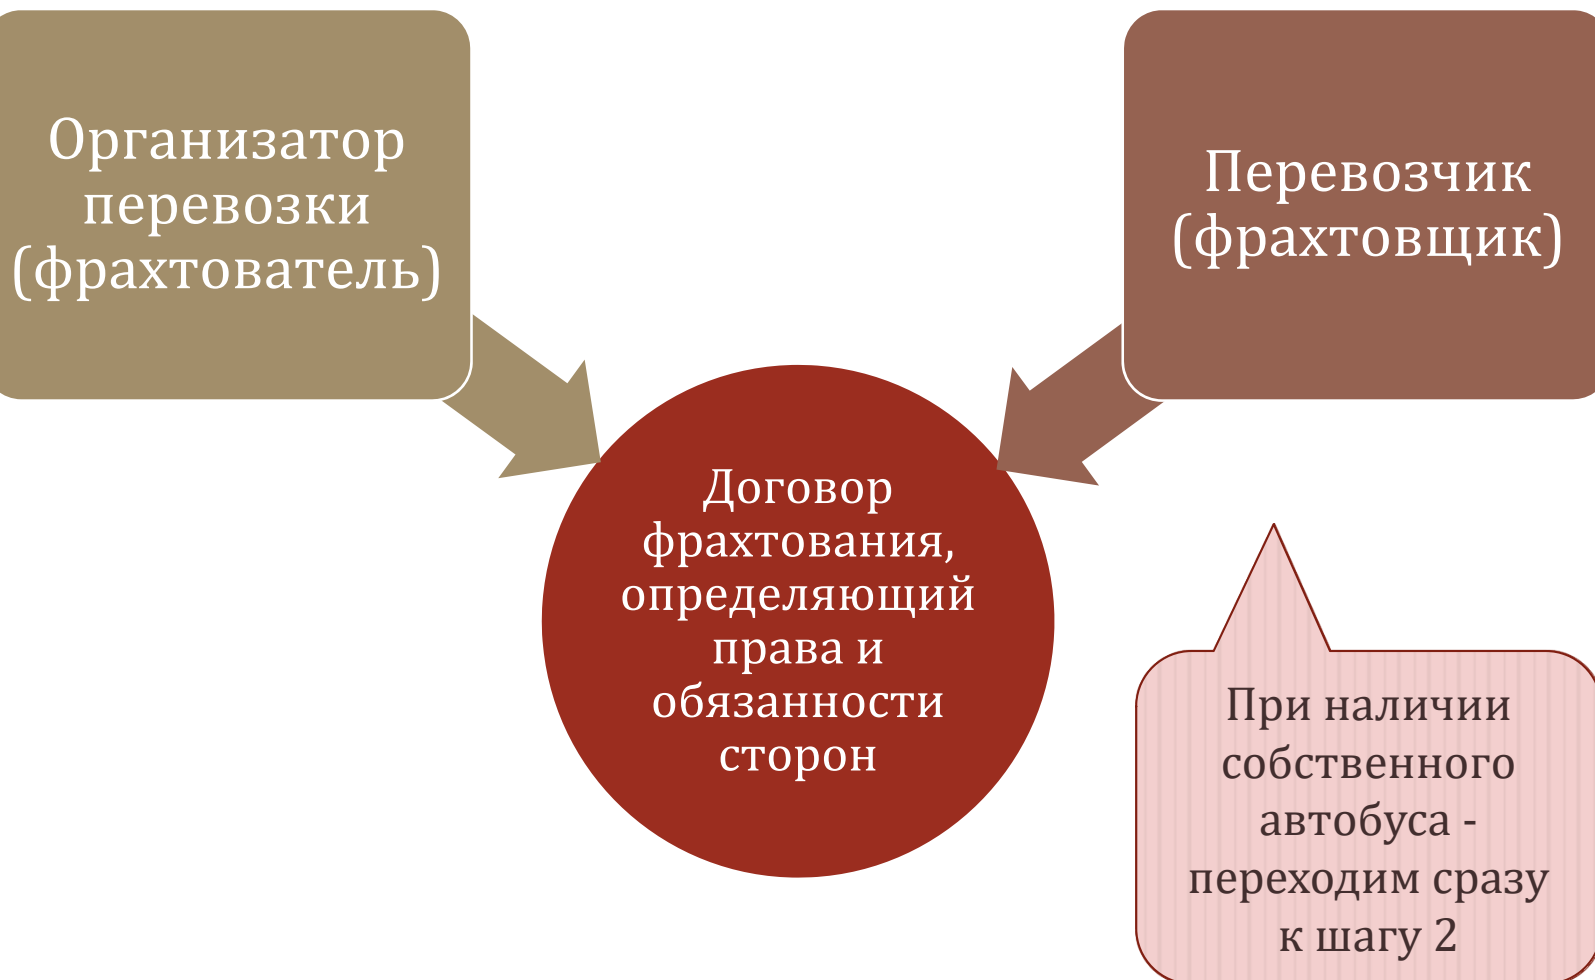 Организатор
перевозки
(фрахтователь)
Перевозчик
(фрахтовщик)
Договор
фрахтования,
определяющий
права и
обязанности
сторон
При наличии
собственного
автобуса -
переходим сразу
к шагу 2